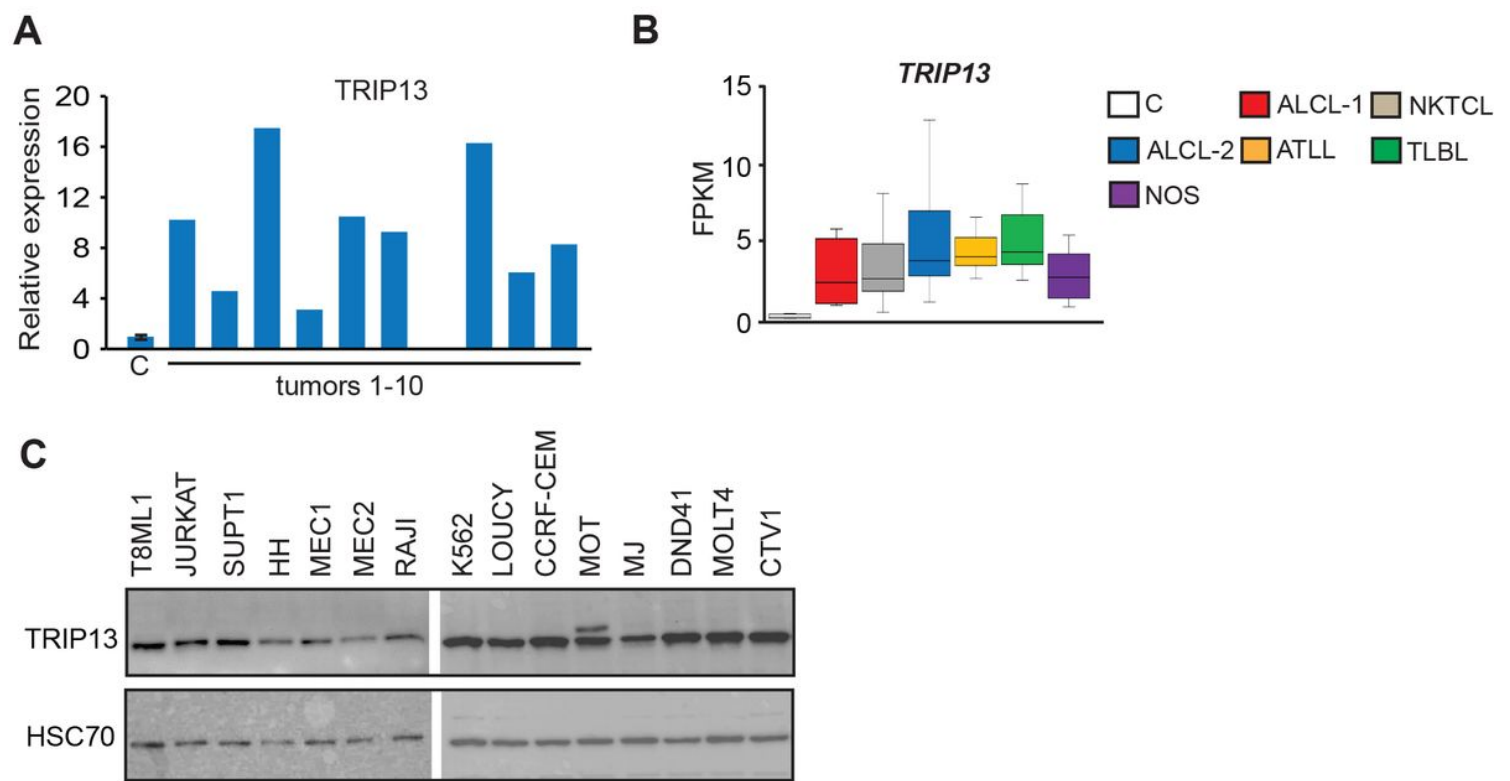 A
TRIP13
Relative expression
20
16
12
8
4
0
C
tumors 1-10
B
TRIP13
FPKM
15
10
5
0
C
ALCL-1
NKTCL
ALCL-2
ATLL
TLBL
NOS
C
T8ML1
JURKAT
SUPT1
HH
MEC1
MEC2
RAJI
K562
LOUCY
CCRF-CEM
MOT
MJ
DND41
MOLT4
CTV1
TRIP13
HSC70